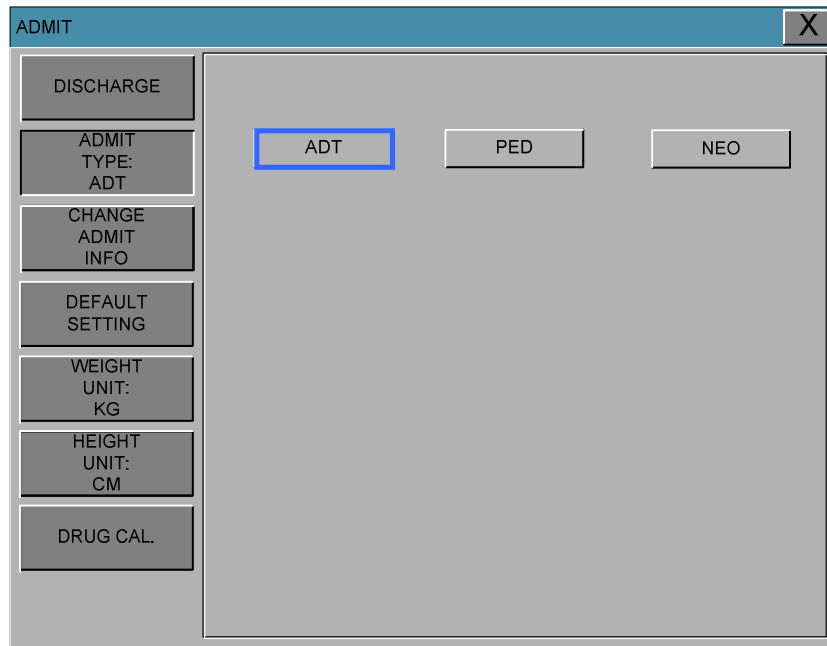 ADMIT
X
DISCHARGE
ADMIT
TYPE:
ADT
CHANGE
ADMIT
INFO
DEFAULT
SETTING
WEIGHT
UNIT:
KG
HEIGHT
UNIT:
CM
DRUG CAL.
ADT
PED
NEO